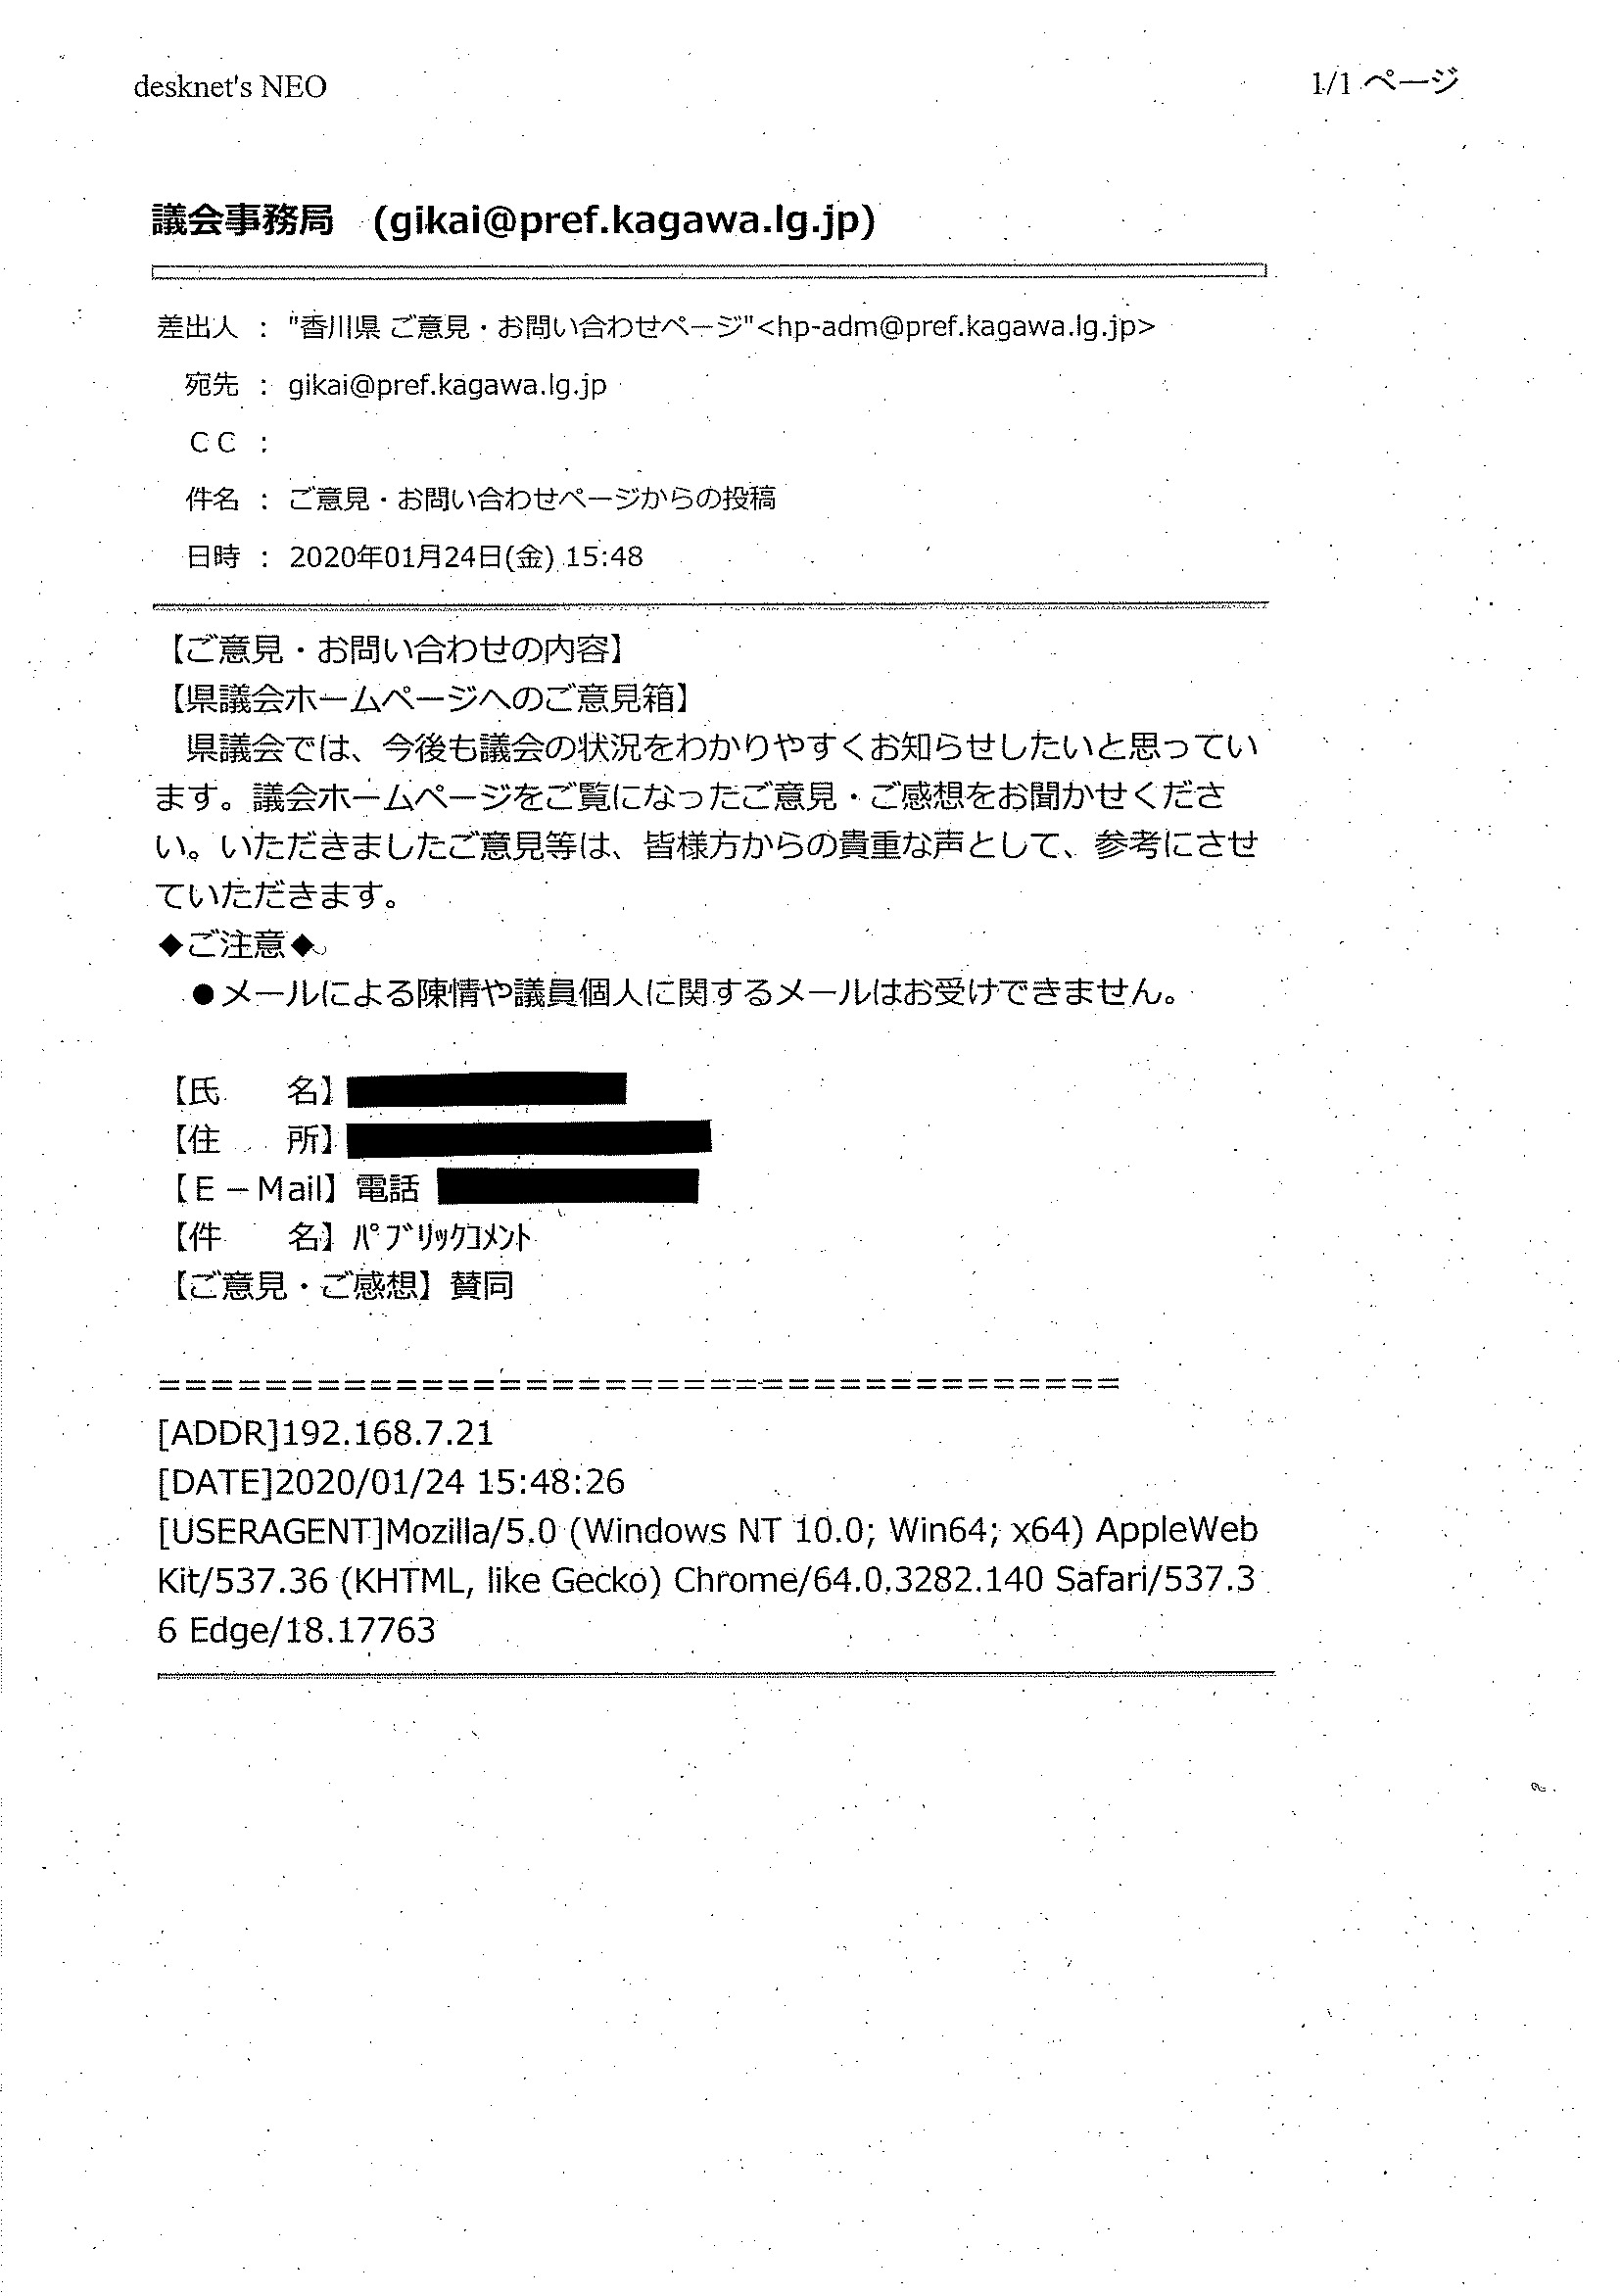 desknet's NEO
1/1 ページ
議会事務局　(gikai@pref.kagawa.lg.jp)
差出人 ： "香川県 ご意見・お問い合わせページ"<hp-adm@pref.kagawa.lg.jp>
宛先 ： gikai@pref.kagawa.lg.jp
ＣＣ ：
件名 ： ご意見・お問い合わせページからの投稿
日時 ： 2020年01月24日(金) 15:48
【ご意見・お問い合わせの内容】
【県議会ホームページへのご意見箱】
　県議会では、今後も議会の状況をわかりやすくお知らせしたいと思ってい
ます。議会ホームページをご覧になったご意見・ご感想をお聞かせくださ
い。いただきましたご意見等は、皆様方からの貴重な声として、参考にさせ
ていただきます。
◆ご注意◆
　●メールによる陳情や議員個人に関するメールはお受けできません。
【氏　　名】
【住　　所】
【Ｅ－Mail】電話
【件　　名】ﾊﾟﾌﾞﾘｯｸｺﾒﾝﾄ
【ご意見・ご感想】賛同
=====================================
[ADDR]192.168.7.21
[DATE]2020/01/24 15:48:26
[USERAGENT]Mozilla/5.0 (Windows NT 10.0; Win64; x64) AppleWeb
Kit/537.36 (KHTML, like Gecko) Chrome/64.0.3282.140 Safari/537.3
6 Edge/18.17763